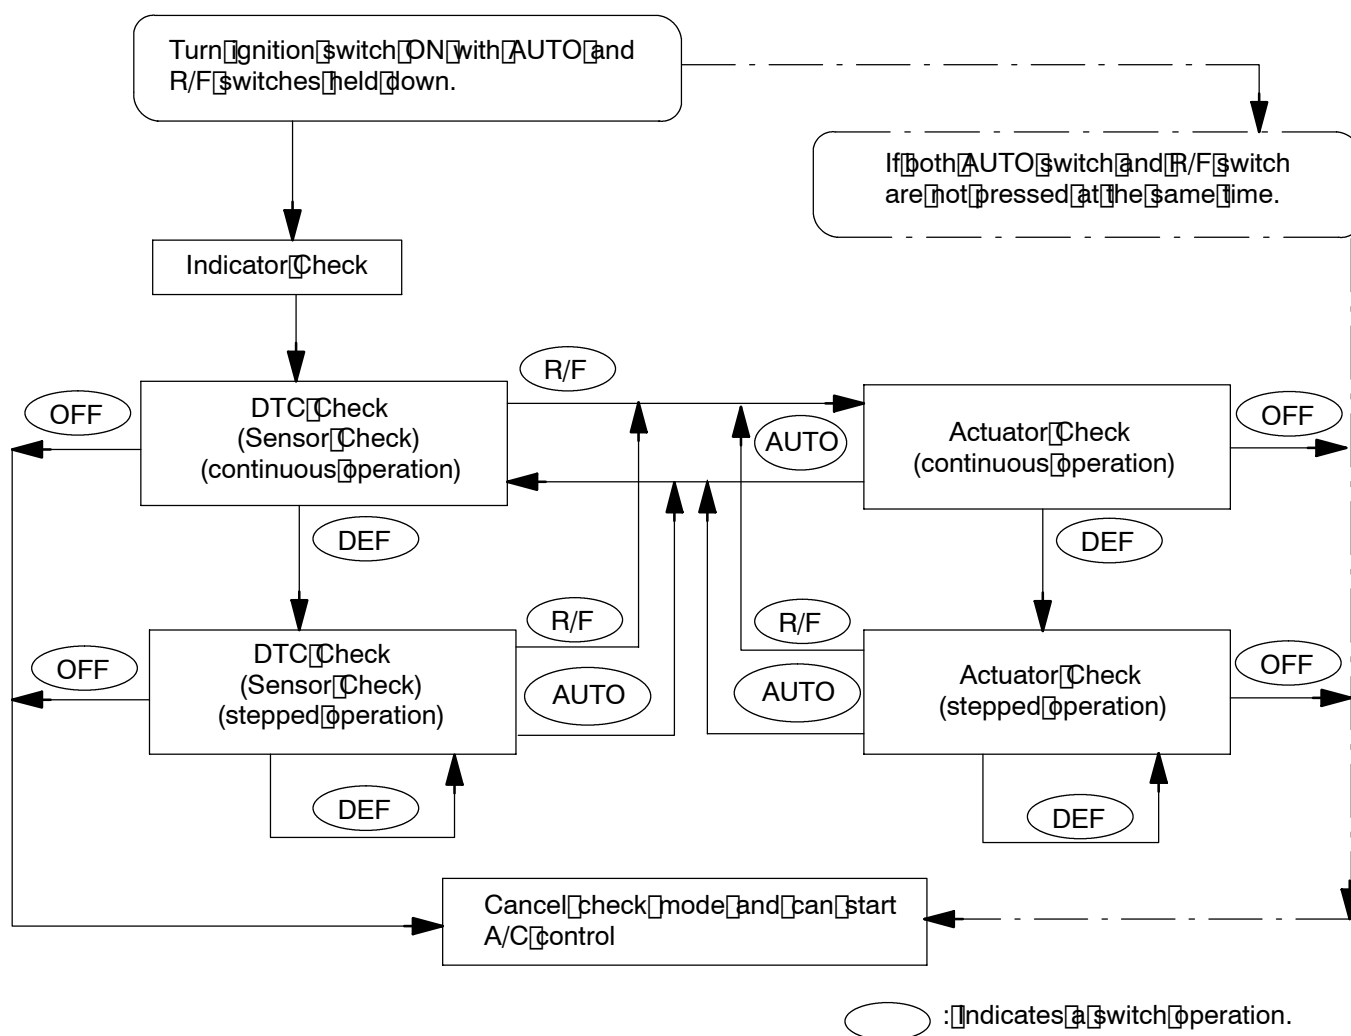 Turn ignition switch ON with AUTO and
R/F switches held down.
If both AUTO switch and R/F switch
are not pressed at the same time.
Indicator Check
R/F
OFF
DTC Check
(Sensor Check)
(continuous operation)
AUTO
Actuator Check
(continuous operation)
OFF
DEF
DEF
R/F
R/F
OFF
DTC Check
(Sensor Check)
(stepped operation)
AUTO
AUTO
Actuator Check
(stepped operation)
OFF
DEF
DEF
Cancel check mode and can start
A/C control
: Indicates a switch operation.